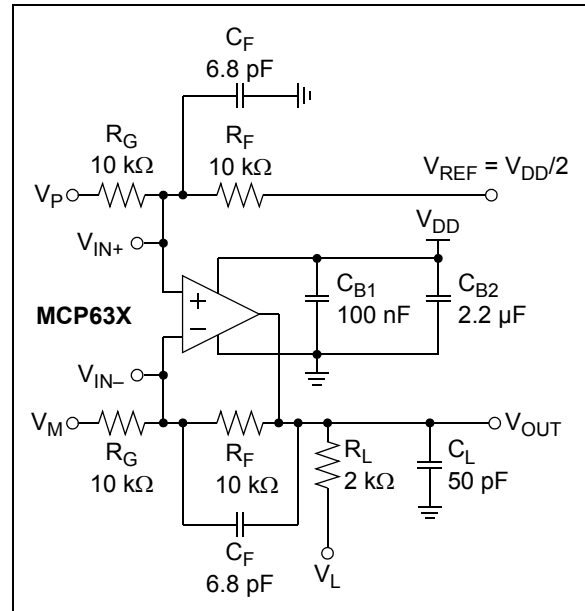 C_F
6.8 pF
R_G
10 kΩ
R_F
10 kΩ
V_REF = V_DD/2
V_P
V_DD
V_IN+
C_B1
100 nF
C_B2
2.2 µF
MCP63X
+
−
V_IN–
V_M
V_OUT
R_G
10 kΩ
R_F
10 kΩ
R_L
2 kΩ
C_L
50 pF
C_F
6.8 pF
V_L